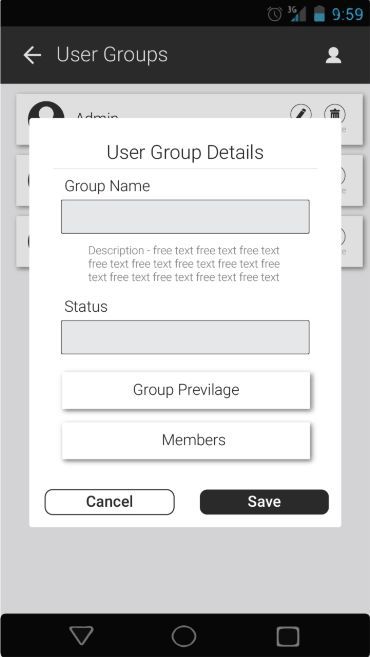 3G 9:59
User Groups
Admin
User Group Details
Group Name
Description - free text free text free text
free text free text free text free text free
text free text free text free text free text
Status
Group Previlage
Members
Cancel Save